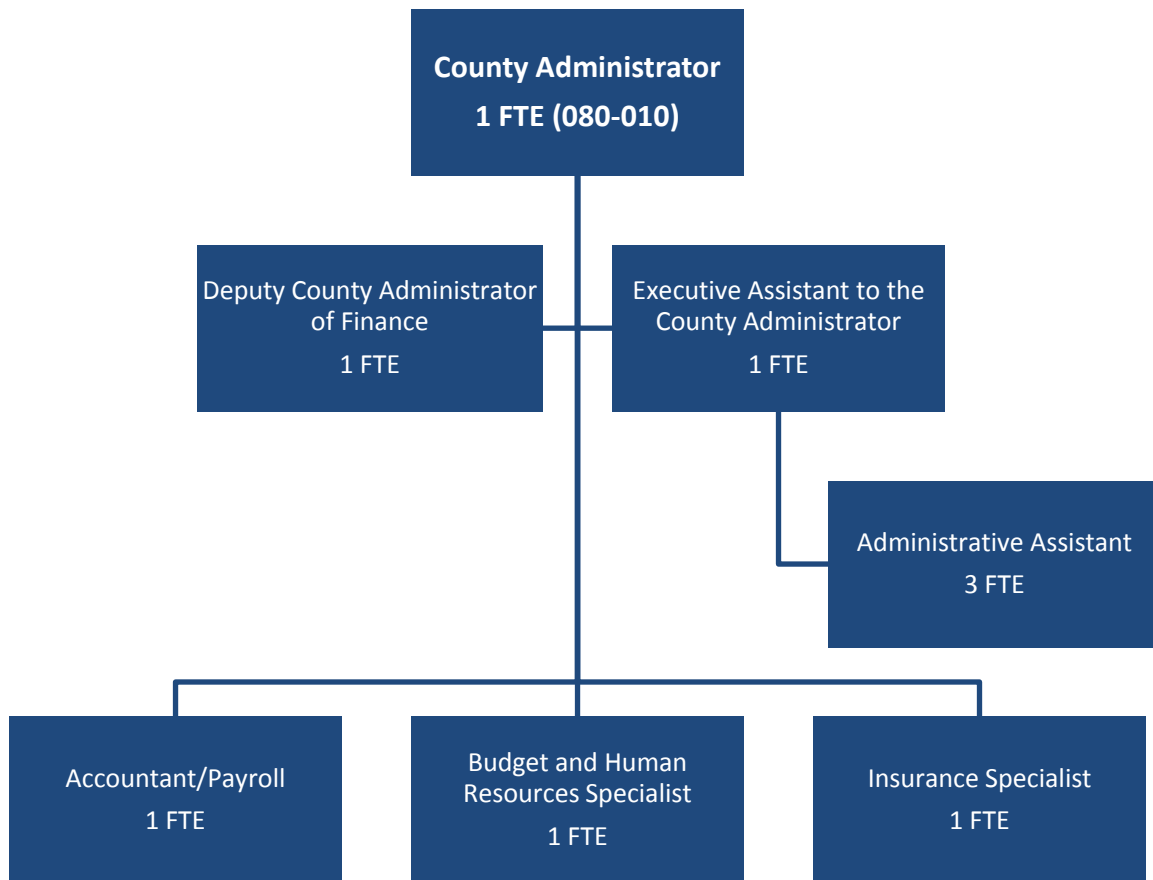 County Administrator
1 FTE (080-010)
Deputy County Administrator
of Finance
1 FTE
Executive Assistant to the
County Administrator
1 FTE
Administrative Assistant
3 FTE
Accountant/Payroll
1 FTE
Budget and Human
Resources Specialist
1 FTE
Insurance Specialist
1 FTE